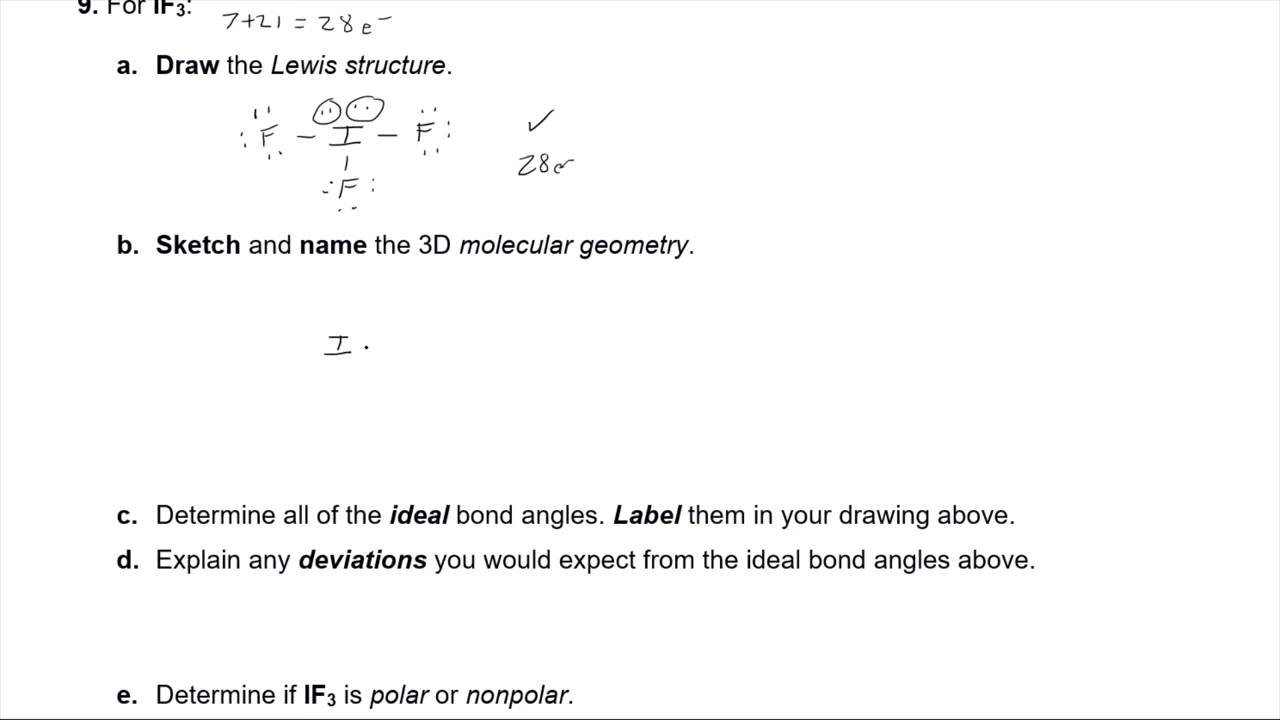 9. For IF₃: 7+21 = 28e⁻
a. Draw the Lewis structure.
:F - I - F: ✓
28e⁻
:F:
b. Sketch and name the 3D molecular geometry.
I
c. Determine all of the ideal bond angles. Label them in your drawing above.
d. Explain any deviations you would expect from the ideal bond angles above.
e. Determine if IF₃ is polar or nonpolar.